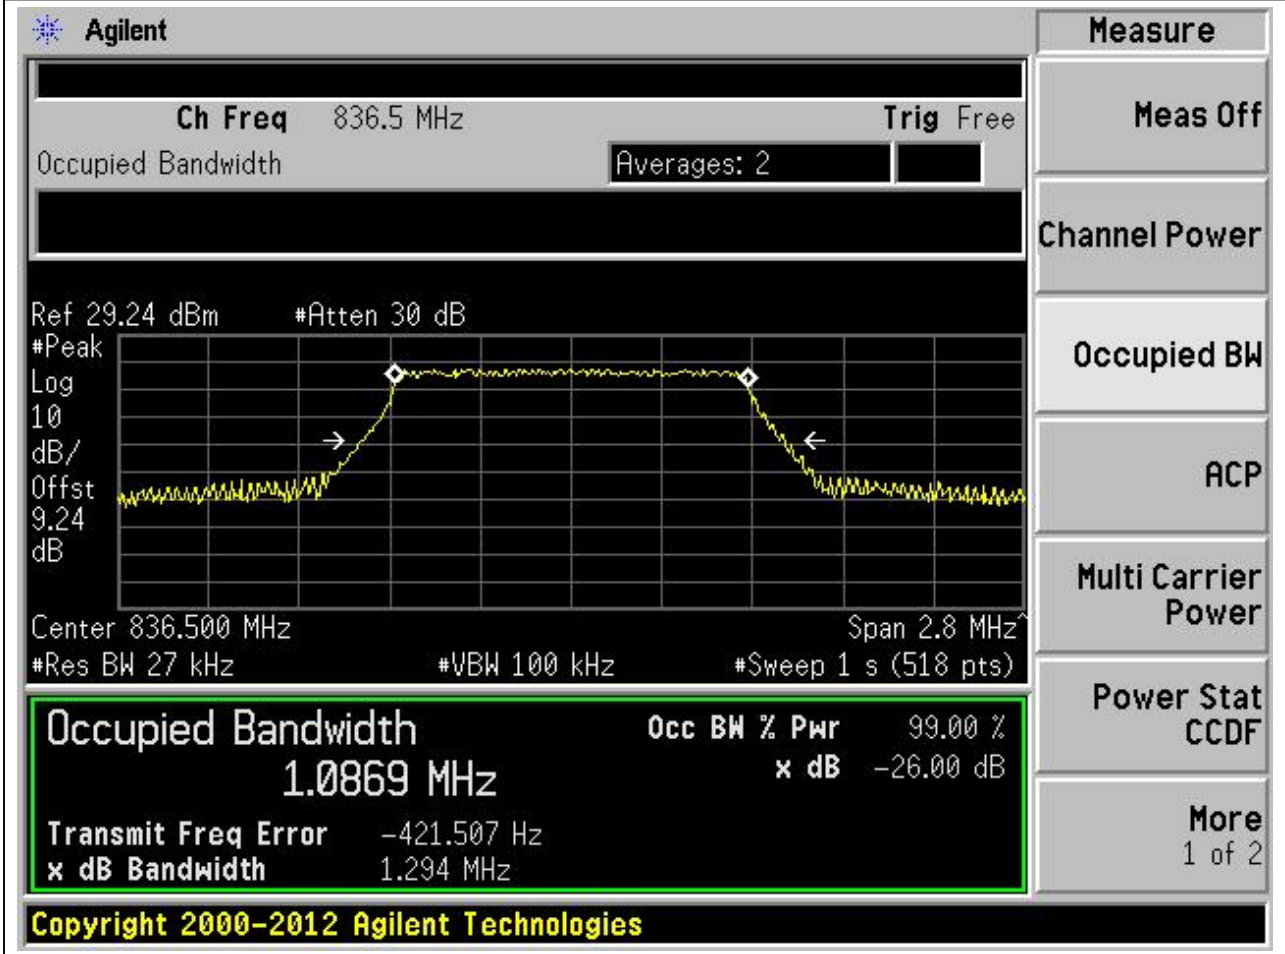 Agilent
Measure
Ch Freq 836.5 MHz Trig Free
Occupied Bandwidth Averages: 2
Meas Off
Channel Power
Occupied BW
ACP
Multi Carrier
Power
Power Stat
CCDF
More
1 of 2
Ref 29.24 dBm #Atten 30 dB
#Peak
Log
10
dB/
Offst
9.24
dB
Center 836.500 MHz Span 2.8 MHz^
#Res BW 27 kHz #VBW 100 kHz #Sweep 1 s (518 pts)
Occupied Bandwidth Occ BW % Pwr 99.00 %
1.0869 MHz x dB -26.00 dB
Transmit Freq Error -421.507 Hz
x dB Bandwidth 1.294 MHz
Copyright 2000-2012 Agilent Technologies